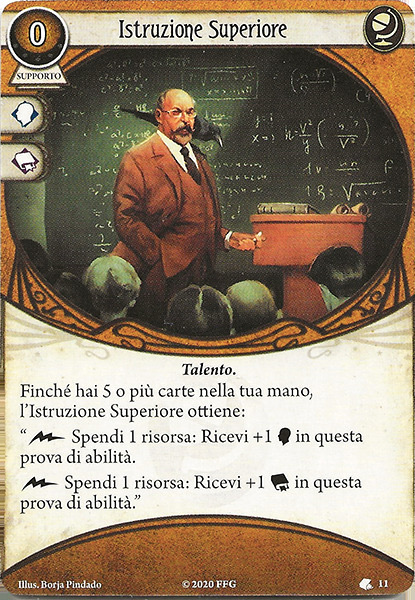 Istruzione Superiore
0
SUPPORTO
Talento.
Finché hai 5 o più carte nella tua mano,
l'Istruzione Superiore ottiene:
“ Spendi 1 risorsa: Ricevi +1 in questa
prova di abilità.
Spendi 1 risorsa: Ricevi +1 in questa
prova di abilità.”
Illus. Borja Pindado
© 2020 FFG
11